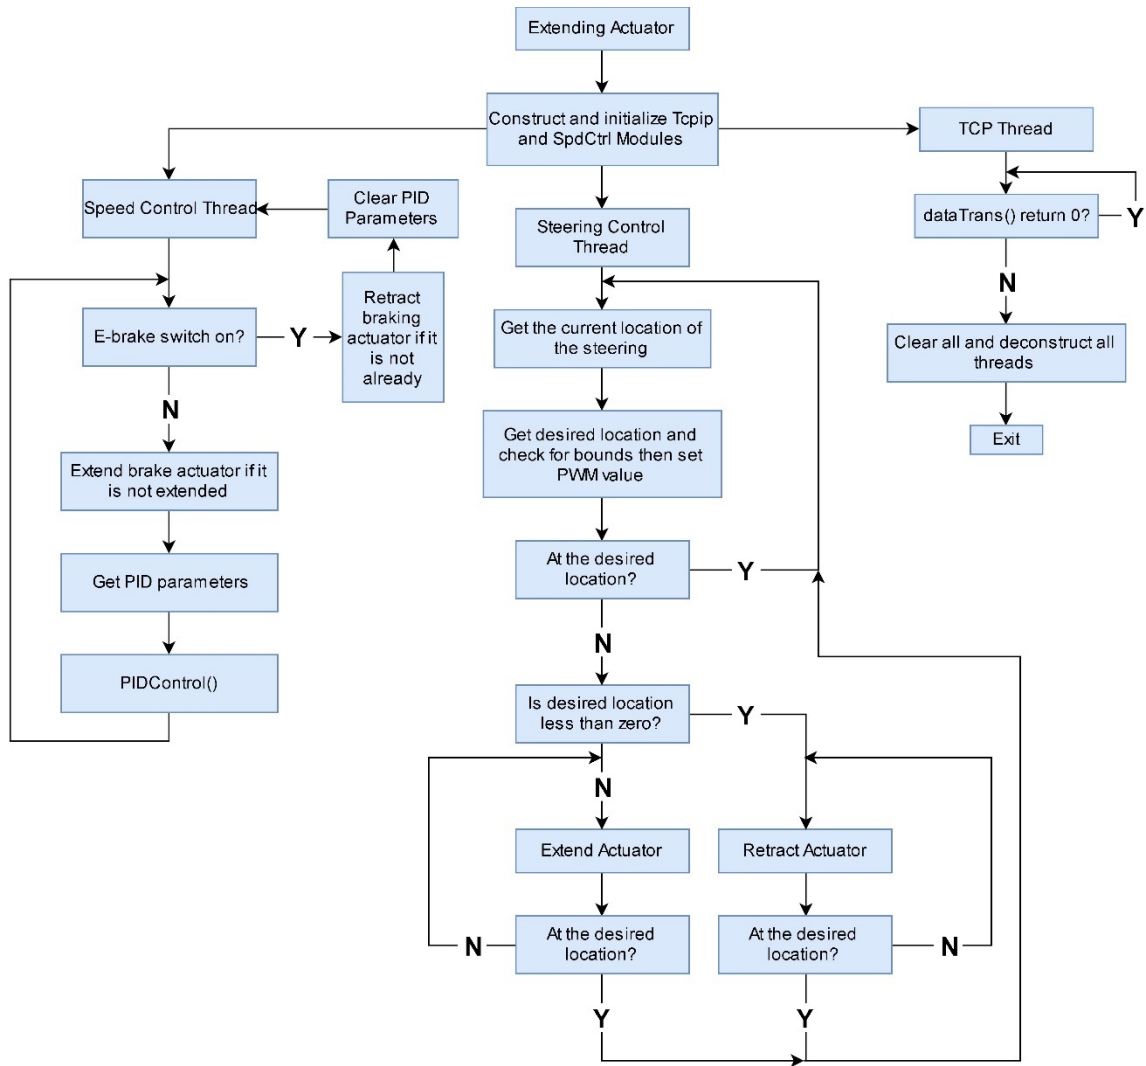 Extending Actuator
Construct and initialize Tcpip
and SpdCtrl Modules
TCP Thread
Speed Control Thread
Clear PID
Parameters
Steering Control
Thread
dataTrans() return 0?
Y
E-brake switch on?
Y
Retract
braking
actuator if it
is not
already
Get the current location of
the steering
N
Clear all and deconstruct all
threads
N
Exit
Extend brake actuator if it
is not extended
Get desired location and
check for bounds then set
PWM value
Get PID parameters
At the desired
location?
Y
PIDControl()
N
Is desired location
less than zero?
Y
N
Extend Actuator
Retract Actuator
N
At the desired
location?
At the desired
location?
N
Y
Y